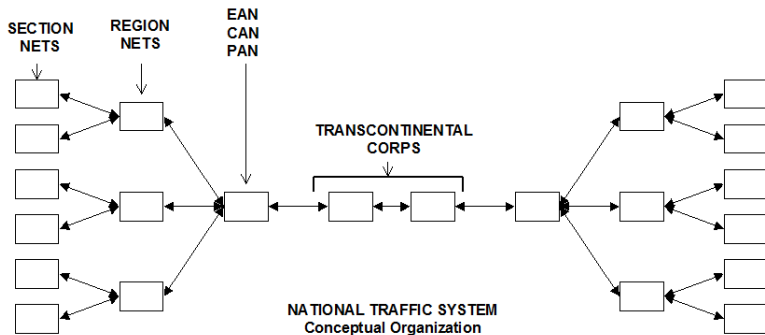 SECTION
NETS
REGION
NETS
EAN
CAN
PAN
TRANSCONTINENTAL
CORPS
NATIONAL TRAFFIC SYSTEM
Conceptual Organization